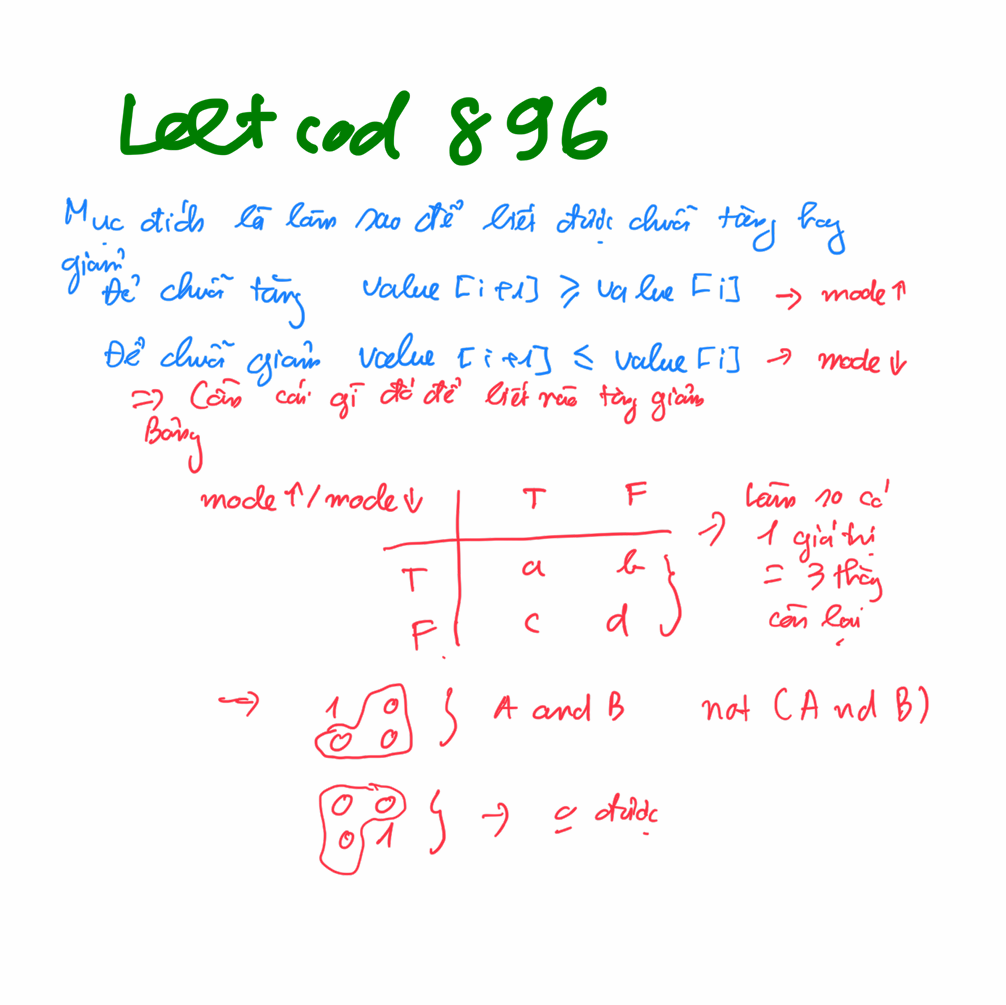 Leet cod 896
Mục đích là làm sao để biết được chuỗi tăng hay
giảm
Để chuỗi tăng value [i+1] ≥ value [i] → mode ↑
Để chuỗi giảm value [i+1] ≤ value [i] → mode ↓
=> Cần cái gì đó để biết nào tăng giảm
Bảng
mode ↑ / mode ↓ T F
T a b
F c d
→ Làm so có
1 giá trị
= 3 thằng
còn lại
→ 1 0
0 0
} A and B not (A nd B)
0 0
0 1
} → c được